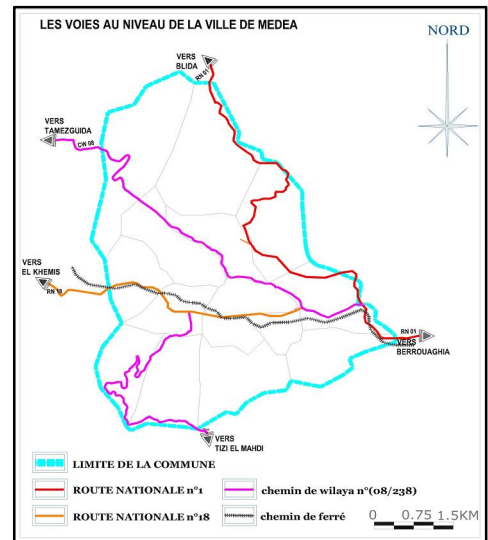 LES VOIES AU NIVEAU DE LA VILLE DE MEDEA
NORD
VERS
BLIDA
RN 01
VERS
TAMEZGUIDA
CW 08
VERS
EL KHEMIS
RN 18
RN 01
VERS
BERROUAGHIA
VERS
TIZI EL MAHDI
LIMITE DE LA COMMUNE
ROUTE NATIONALE n°1
chemin de wilaya n°(08/238)
ROUTE NATIONALE n°18
chemin de ferré
0 0.75 1.5KM